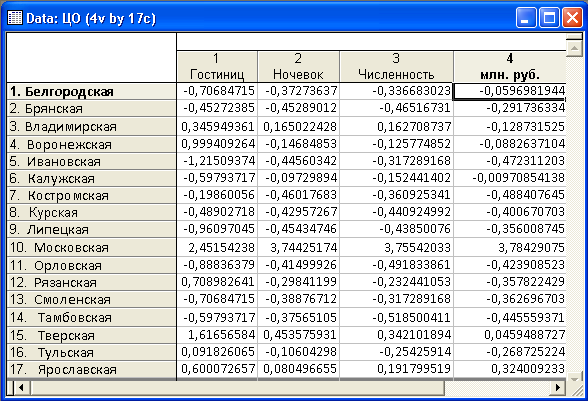 Data: ЦО (4v by 17c)
1 2 3 4
Гостиниц Ночевок Численность млн. руб.
1. Белгородская -0,70684715 -0,37273637 -0,336683023 -0,0596981944
2. Брянская -0,45272385 -0,45289012 -0,46516731 -0,291736334
3. Владимирская 0,345949361 0,165022428 0,162708737 -0,128731525
4. Воронежская 0,999409264 -0,14684853 -0,125774852 -0,0882637104
5. Ивановская -1,21509374 -0,44560342 -0,317289168 -0,472311203
6. Калужская -0,59793717 -0,09729894 -0,152441402 -0,00970854138
7. Костромская -0,19860056 -0,46017683 -0,360925341 -0,488407645
8. Курская -0,48902718 -0,42957267 -0,440924992 -0,400670703
9. Липецкая -0,96097045 -0,45434746 -0,43850076 -0,356008745
10. Московская 2,45154238 3,74425174 3,75542033 3,78429075
11. Орловская -0,88836379 -0,41499926 -0,491833861 -0,423908523
12. Рязанская 0,708982641 -0,29841199 -0,232441053 -0,357822429
13. Смоленская -0,70684715 -0,38876712 -0,317289168 -0,362696703
14. Тамбовская -0,59793717 -0,37565105 -0,518500411 -0,445559371
15. Тверская 1,61656584 0,453575931 0,342101894 0,0459488727
16. Тульская 0,091826065 -0,10604298 -0,25425914 -0,268725224
17. Ярославская 0,600072657 0,080496655 0,191799519 0,324009233